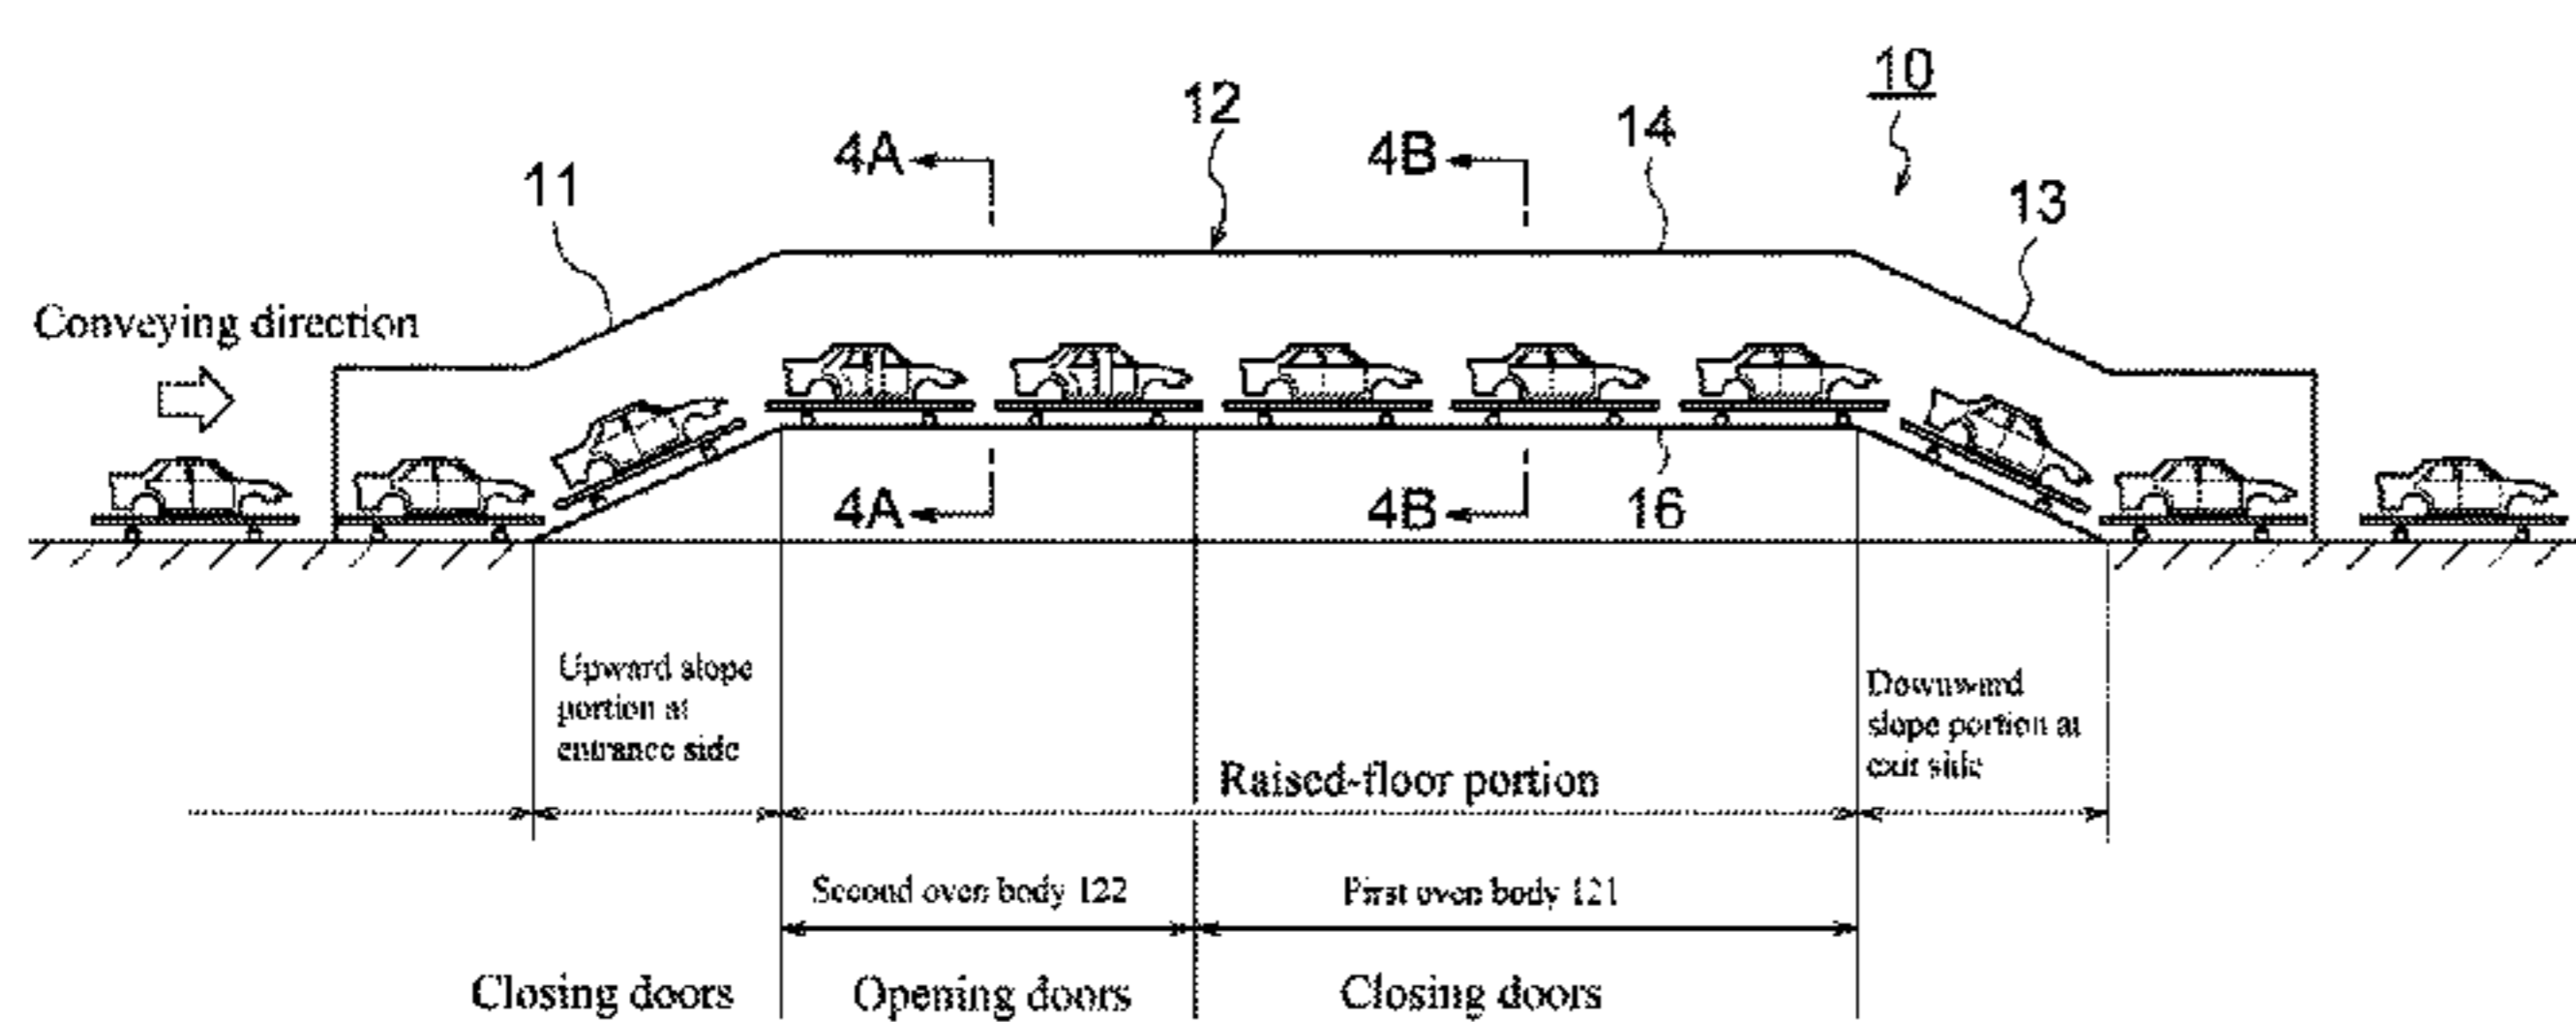 10
12
14
4A
4B
11
13
Conveying direction
4A
4B
16
Upward slope
portion at
entrance side
Downward
slope portion at
exit side
Raised-floor portion
Second oven body 122
First oven body 121
Closing doors
Opening doors
Closing doors